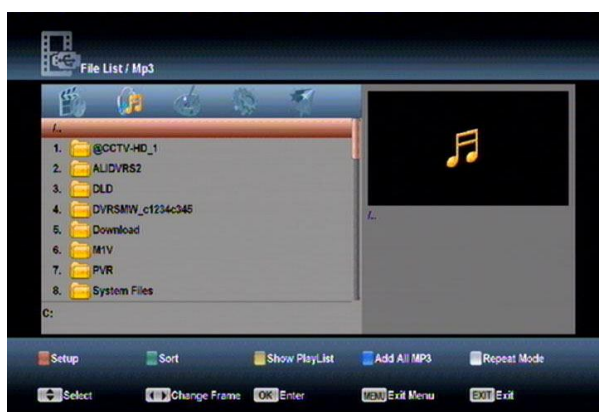 File List / Mp3
/..
1. @CCTV-HD_1
2. ALIDVRS2
3. DLD
4. DVRSMW_c1234c345
5. Download
6. M1V
7. PVR
8. System Files
/..
C:
Setup Sort Show PlayList Add All MP3 Repeat Mode
Select Change Frame OK Enter MENU Exit Menu EXIT Exit